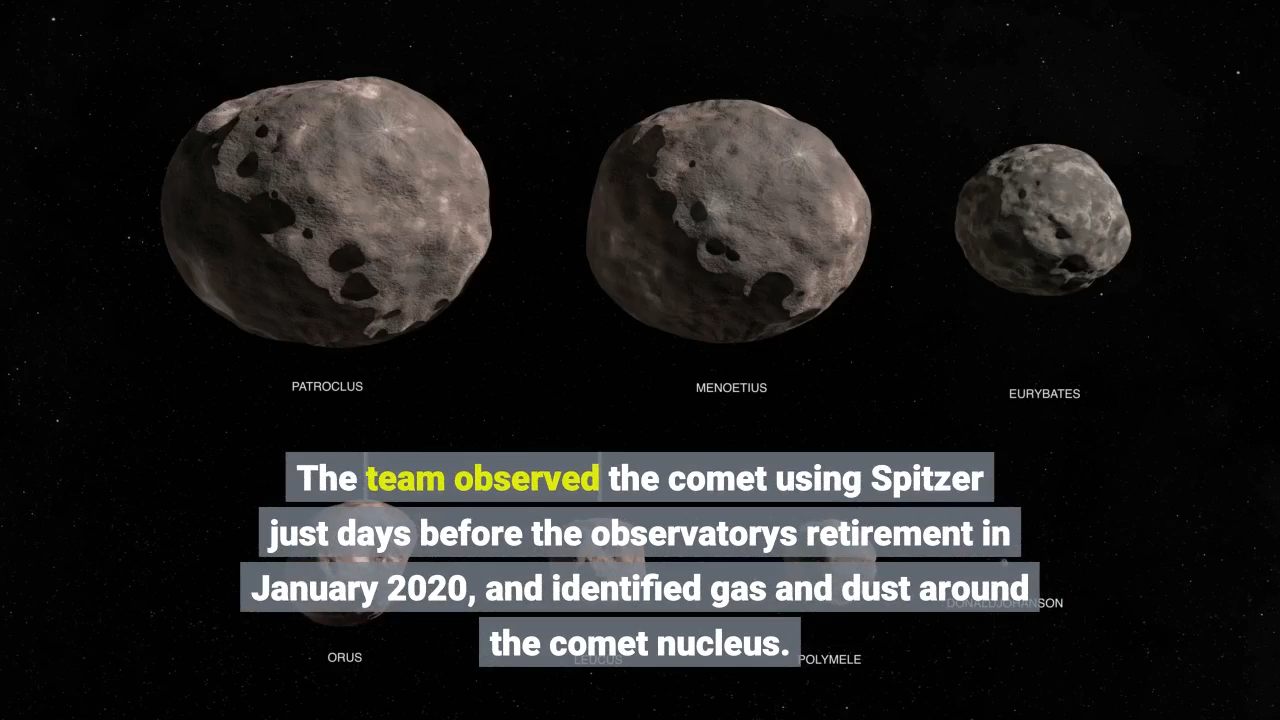 PATROCLUS
MENOETIUS
EURYBATES
The team observed the comet using Spitzer
just days before the observatorys retirement in
January 2020, and identified gas and dust around
DONALDJOHANSON
the comet nucleus.
ORUS
LEUCUS
POLYMELE